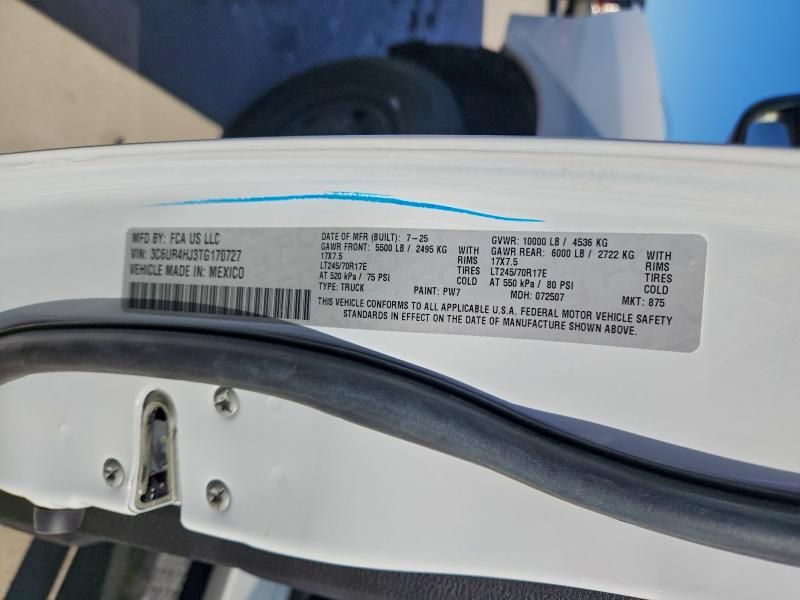 MFD BY: FCA US LLC
VIN: 3C6UR4HJ3TG170727
VEHICLE MADE IN: MEXICO
DATE OF MFR (BUILT): 7-25
GAWR FRONT: 5500 LB / 2495 KG WITH
17X7.5 RIMS
LT245/70R17E TIRES
AT 520 kPa / 75 PSI COLD
TYPE: TRUCK PAINT: PW7
GVWR: 10000 LB / 4536 KG
GAWR REAR: 6000 LB / 2722 KG WITH
17X7.5 RIMS
LT245/70R17E TIRES
AT 550 kPa / 80 PSI COLD
MDH: 072507 MKT: 875
THIS VEHICLE CONFORMS TO ALL APPLICABLE U.S.A. FEDERAL MOTOR VEHICLE SAFETY
STANDARDS IN EFFECT ON THE DATE OF MANUFACTURE SHOWN ABOVE.